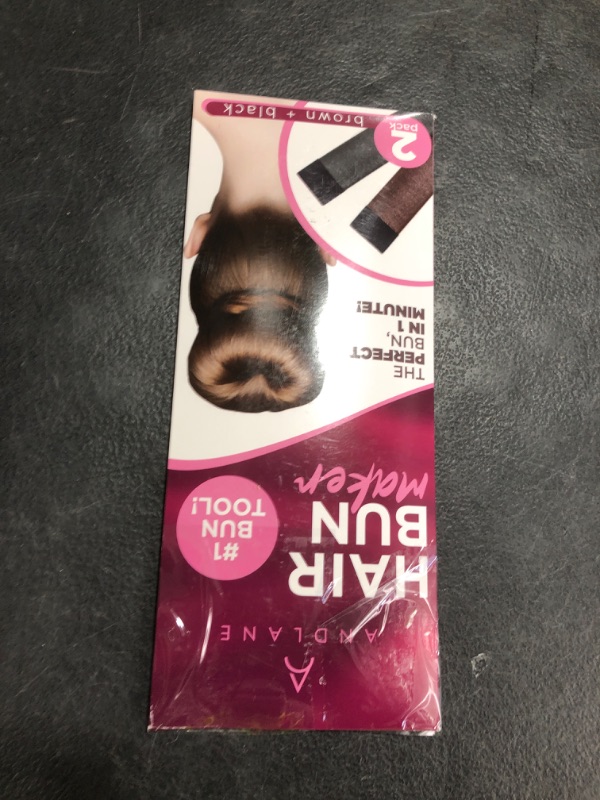 ANDLANE
HAIR
BUN
maker
#1
BUN
TOOL!
THE
PERFECT
BUN,
IN 1
MINUTE!
2
pack
brown + black